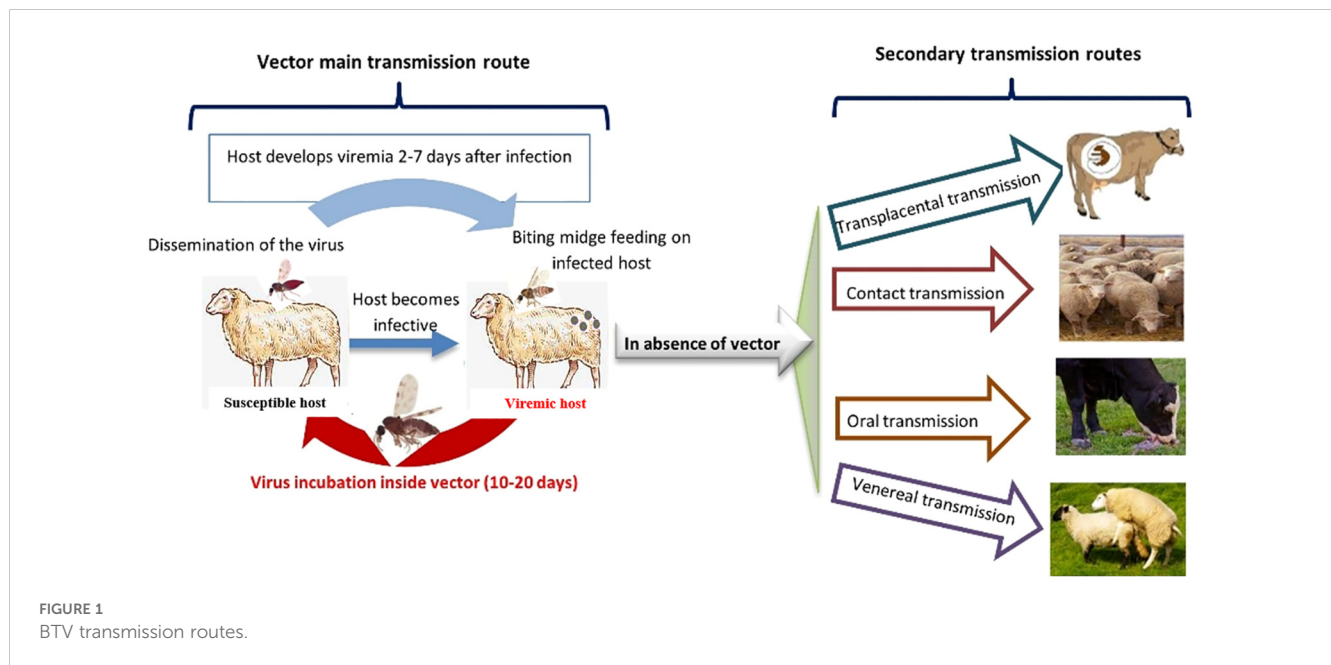 Vector main transmission route
Host develops viremia 2-7 days after infection
Dissemination of the virus
Biting midge feeding on
infected host
Host becomes
infective
Susceptible host
Viremic host
Virus incubation inside vector (10-20 days)
In absence of vector
Secondary transmission routes
Transplacental transmission
Contact transmission
Oral transmission
Venereal transmission
FIGURE 1
BTV transmission routes.